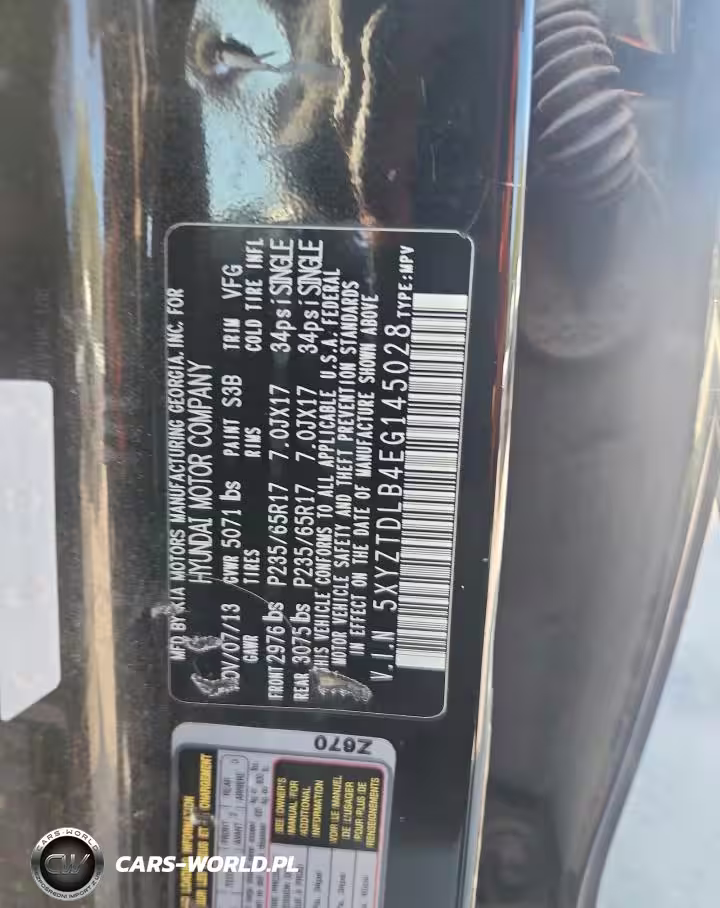 MFD BY KIA MOTORS MANUFACTURING GEORGIA, INC. FOR
HYUNDAI MOTOR COMPANY
NOV/07/13 GVWR 5071 lbs PAINT S3B TRIM VFG
GAWR TIRES RIMS COLD TIRE INFL
FRONT 2976 lbs P235/65R17 7.0JX17 34psi SINGLE
REAR 3075 lbs P235/65R17 7.0JX17 34psi SINGLE
THIS VEHICLE CONFORMS TO ALL APPLICABLE U.S.A. FEDERAL
MOTOR VEHICLE SAFETY AND THEFT PREVENTION STANDARDS
IN EFFECT ON THE DATE OF MANUFACTURE SHOWN ABOVE
V.I.N 5XYZTDLB4EG145028 TYPE:MPV
Z670
SEE OWNER'S
MANUAL FOR
ADDITIONAL
INFORMATION
VOIR LE MANUEL
DE L'USAGER
POUR PLUS DE
RENSEIGNEMENTS
CARS-WORLD
CW
CARS-WORLD.PL